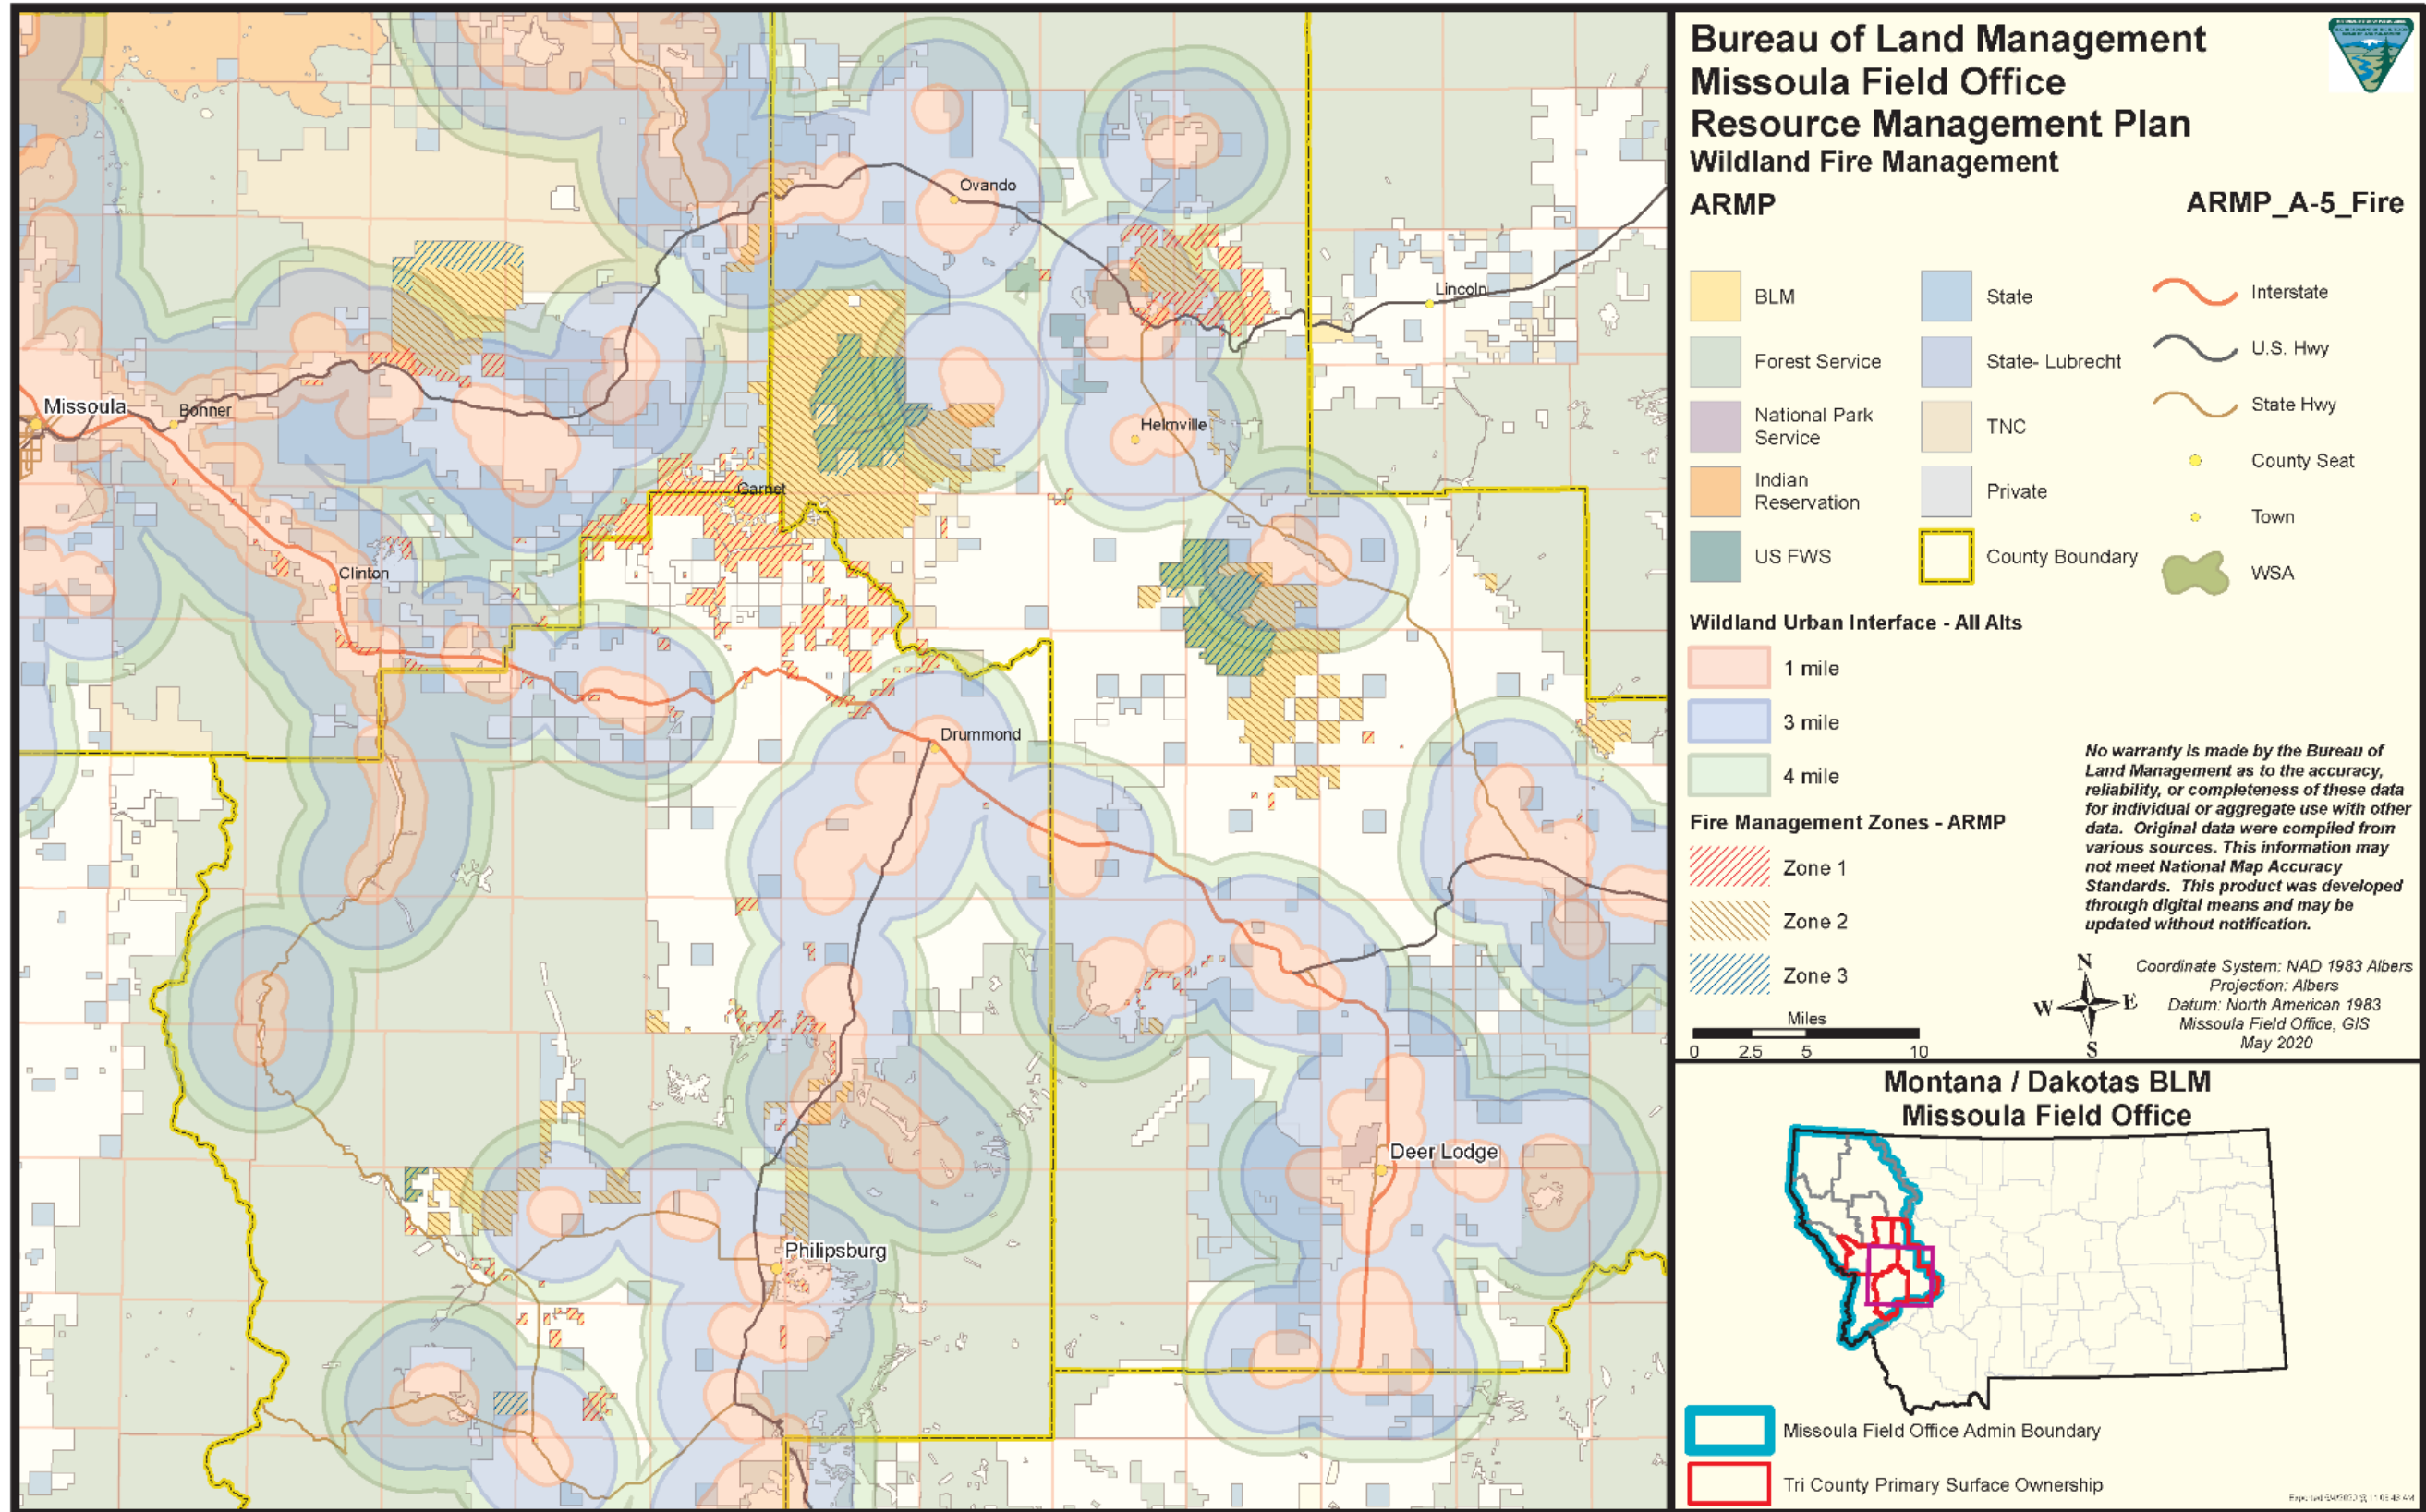 Bureau of Land Management
Missoula Field Office
Resource Management Plan
Wildland Fire Management
ARMP
ARMP_A-5_Fire
BLM
Forest Service
National Park
Service
Indian
Reservation
US FWS
State
State- Lubrecht
TNC
Private
County Boundary
Interstate
U.S. Hwy
State Hwy
County Seat
Town
WSA
Wildland Urban Interface - All Alts
1 mile
3 mile
4 mile
Fire Management Zones - ARMP
Zone 1
Zone 2
Zone 3
Miles
0 2.5 5 10
No warranty is made by the Bureau of
Land Management as to the accuracy,
reliability, or completeness of these data
for individual or aggregate use with other
data. Original data were compiled from
various sources. This information may
not meet National Map Accuracy
Standards. This product was developed
through digital means and may be
updated without notification.
N
W E
S
Coordinate System: NAD 1983 Albers
Projection: Albers
Datum: North American 1983
Missoula Field Office, GIS
May 2020
Montana / Dakotas BLM
Missoula Field Office
Missoula Field Office Admin Boundary
Tri County Primary Surface Ownership
Ovando
Lincoln
Missoula
Bonner
Helmville
Garnet
Clinton
Drummond
Deer Lodge
Philipsburg